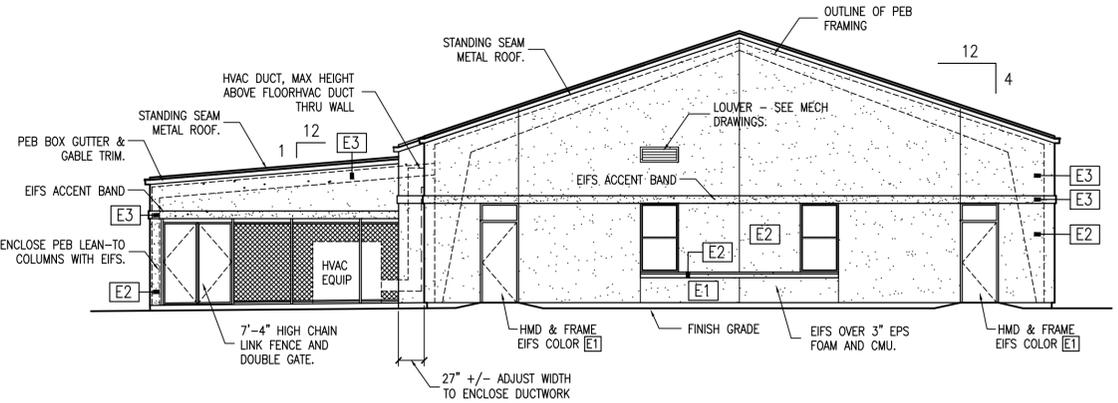 OUTLINE OF PEB
FRAMING
STANDING SEAM
METAL ROOF.
12
4
HVAC DUCT, MAX HEIGHT
ABOVE FLOORHVAC DUCT
THRU WALL
LOUVER – SEE MECH
DRAWINGS.
STANDING SEAM
METAL ROOF.
12
1
E3
PEB BOX GUTTER &
GABLE TRIM.
EIFS ACCENT BAND
EIFS ACCENT BAND
E3
E3
E3
E2
ENCLOSE PEB LEAN-TO
COLUMNS WITH EIFS.
E2
E2
HVAC
EQUIP
E2
E1
7'-4" HIGH CHAIN
LINK FENCE AND
DOUBLE GATE.
HMD & FRAME
EIFS COLOR E1
FINISH GRADE
EIFS OVER 3" EPS
FOAM AND CMU.
HMD & FRAME
EIFS COLOR E1
27" +/- ADJUST WIDTH
TO ENCLOSE DUCTWORK